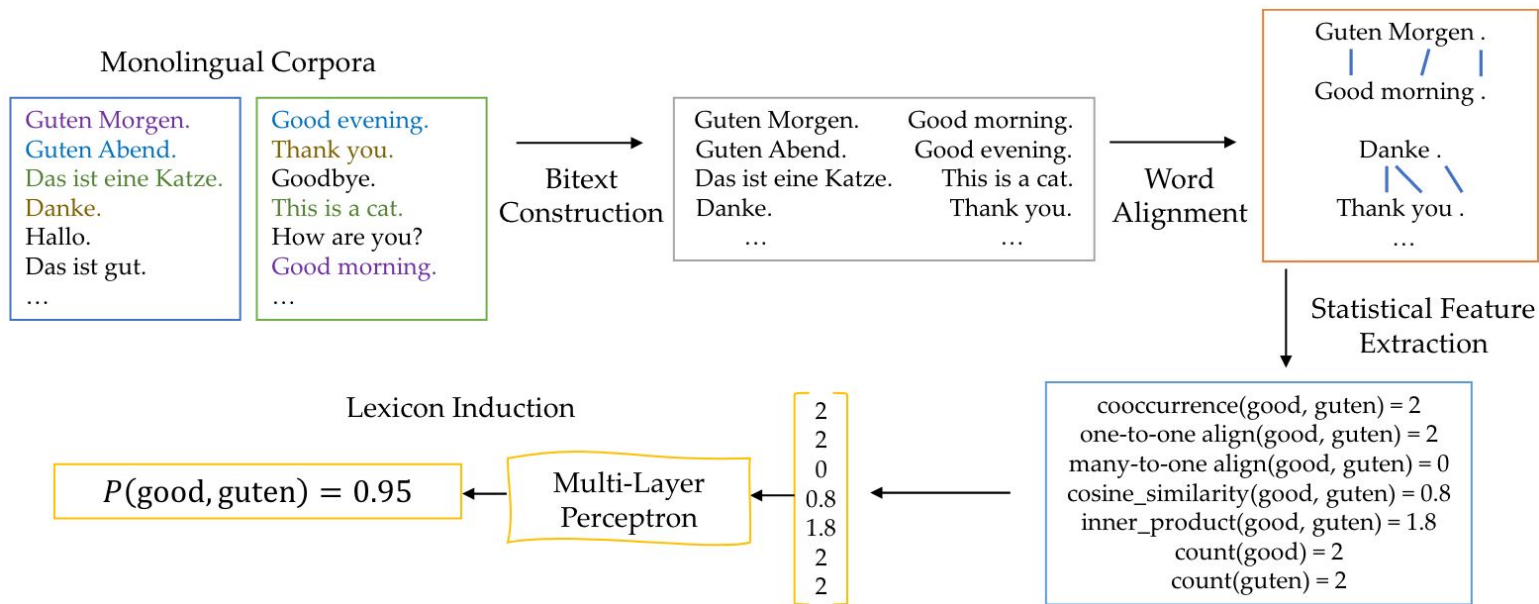 Monolingual Corpora
Guten Morgen.
Guten Abend.
Das ist eine Katze.
Danke.
Hallo.
Das ist gut.
…
Good evening.
Thank you.
Goodbye.
This is a cat.
How are you?
Good morning.
…
Bitext
Construction
Guten Morgen. Good morning.
Guten Abend. Good evening.
Das ist eine Katze. This is a cat.
Danke. Thank you.
… …
Word
Alignment
Guten Morgen .
Good morning .
Danke .
Thank you .
…
Statistical Feature
Extraction
cooccurrence(good, guten) = 2
one-to-one align(good, guten) = 2
many-to-one align(good, guten) = 0
cosine_similarity(good, guten) = 0.8
inner_product(good, guten) = 1.8
count(good) = 2
count(guten) = 2
Lexicon Induction
2
2
0
0.8
1.8
2
2
Multi-Layer
Perceptron
P(good, guten) = 0.95